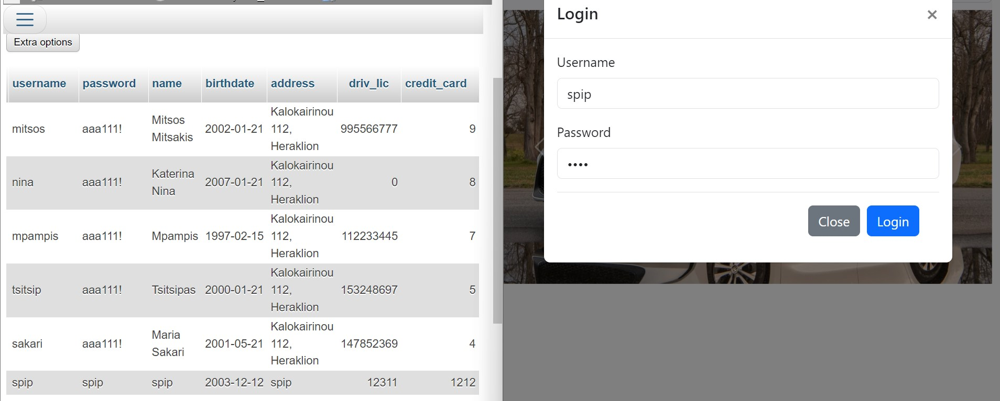 Extra options
username password name birthdate address driv_lic credit_card
mitsos aaa111! Mitsos Mitsakis 2002-01-21 Kalokairinou 112, Heraklion 995566777 9
nina aaa111! Katerina Nina 2007-01-21 Kalokairinou 112, Heraklion 0 8
mpampis aaa111! Mpampis 1997-02-15 Kalokairinou 112, Heraklion 112233445 7
tsitsip aaa111! Tsitsipas 2000-01-21 Kalokairinou 112, Heraklion 153248697 5
sakari aaa111! Maria Sakari 2001-05-21 Kalokairinou 112, Heraklion 147852369 4
spip spip spip 2003-12-12 spip 12311 1212
Login ×
Username
spip
Password
••••
Close Login